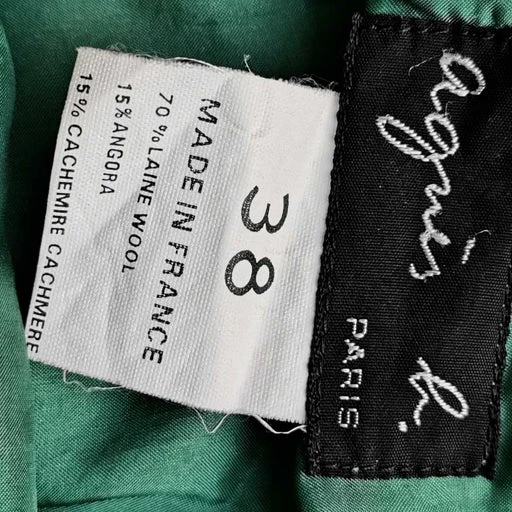 agnès b.
PARIS
38
MADE IN FRANCE
70%LAINE WOOL
15%ANGORA
15% CACHEMIRE CACHMERE